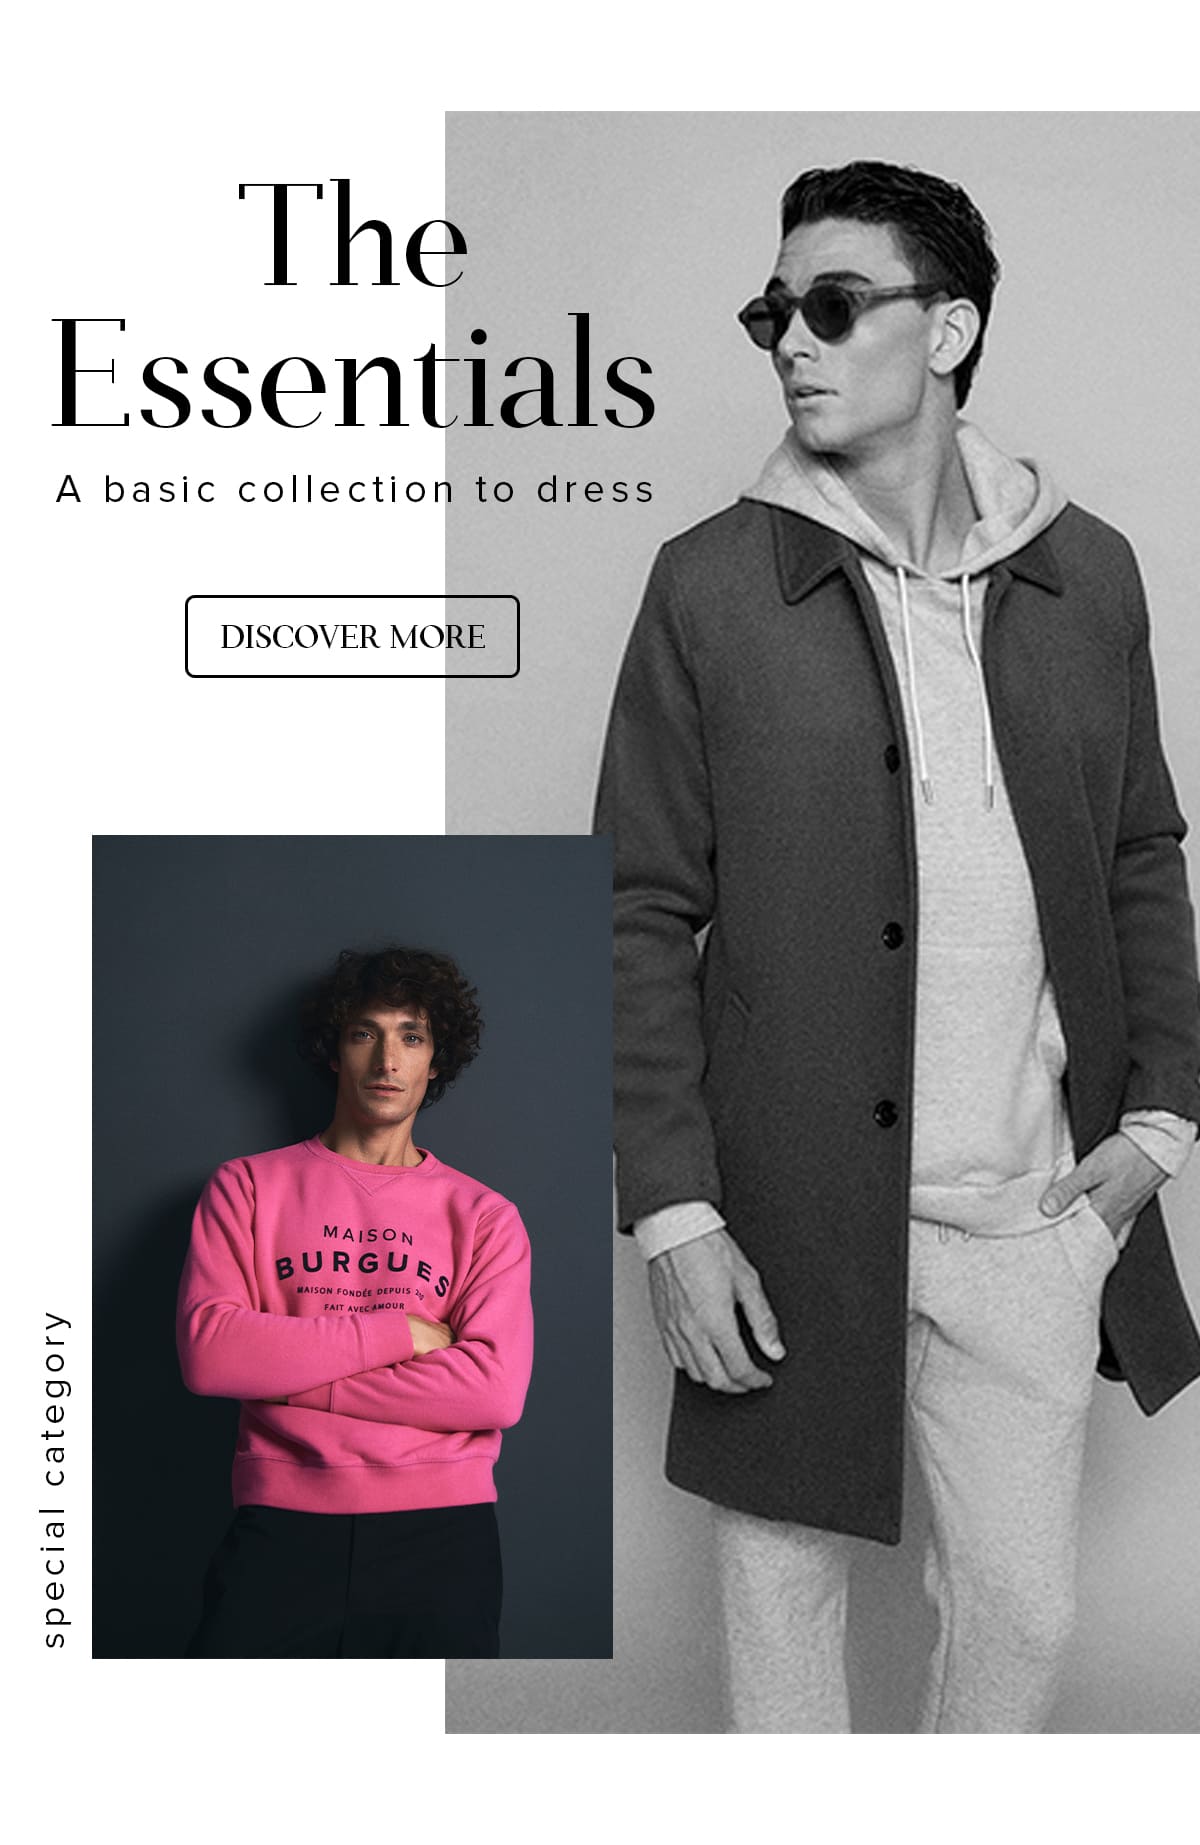 The
Essentials
A basic collection to dress
DISCOVER MORE
MAISON
BURGUES
MAISON FONDÉE DEPUIS
FAIT AVEC AMOUR
special category